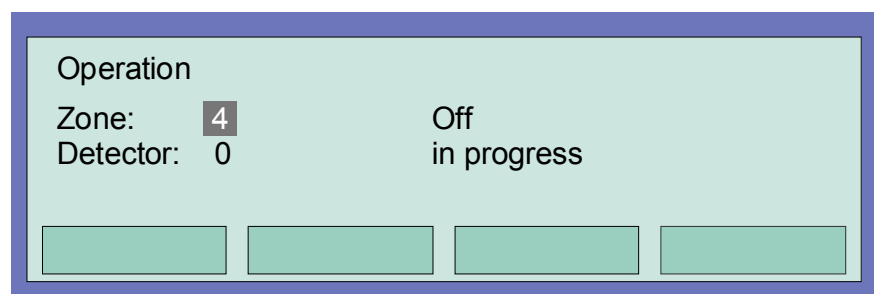 Operation
Zone: 4 Off
Detector: 0 in progress